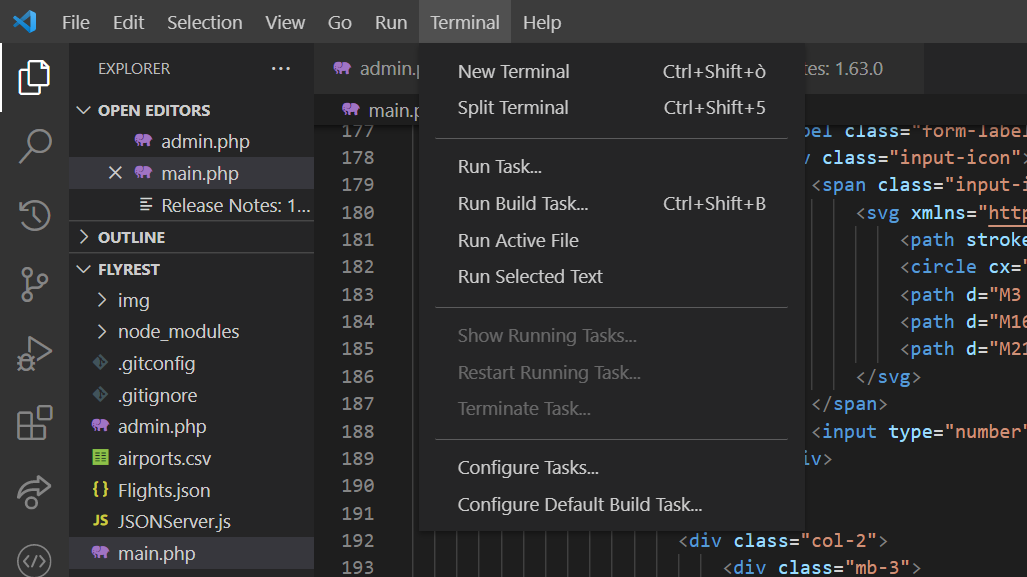 File Edit Selection View Go Run Terminal Help
EXPLORER ...
OPEN EDITORS
admin.php
main.php
Release Notes: 1...
OUTLINE
FLYREST
img
node_modules
.gitconfig
.gitignore
admin.php
airports.csv
Flights.json
JS JSONServer.js
main.php
admin.p
tes: 1.63.0
main.p
New Terminal Ctrl+Shift+ò
Split Terminal Ctrl+Shift+5
Run Task...
Run Build Task... Ctrl+Shift+B
Run Active File
Run Selected Text
Show Running Tasks...
Restart Running Task...
Terminate Task...
Configure Tasks...
Configure Default Build Task...
177 bel class="form-label
178 v class="input-icon">
179 <span class="input-i
180 <svg xmlns="http
181 <path stroke
182 <circle cx="
183 <path d="M3
184 <path d="M16
185 <path d="M21
186 </svg>
187 </span>
188 <input type="number"
189 iv>
190
191
192 <div class="col-2">
193 <div class="mb-3">